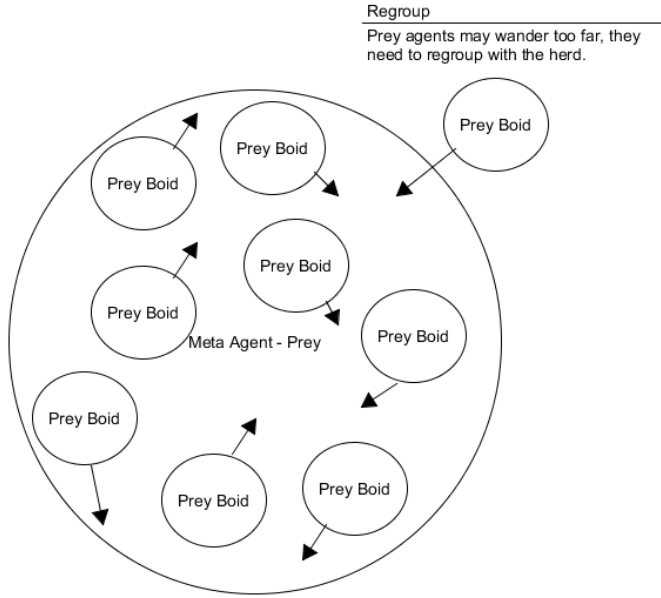 Regroup
Prey agents may wander too far, they
need to regroup with the herd.
Prey Boid
Prey Boid
Prey Boid
Prey Boid
Prey Boid
Prey Boid
Meta Agent - Prey
Prey Boid
Prey Boid
Prey Boid
Prey Boid